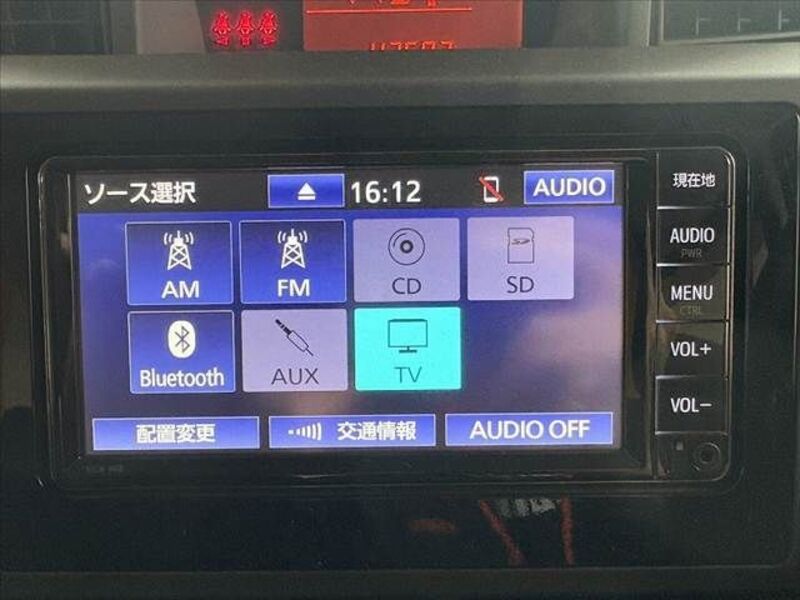 ソース選択 16:12 AUDIO
現在地
AM FM CD SD
AUDIO
PWR
MENU
CTRL
Bluetooth AUX TV
VOL+
VOL-
配置変更 交通情報 AUDIO OFF